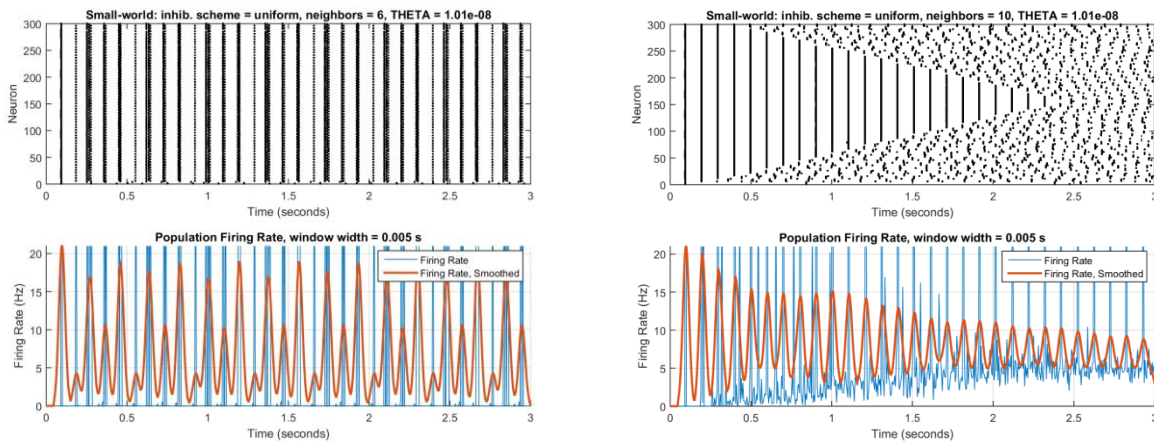 Small-world: inhib. scheme = uniform, neighbors = 6, THETA = 1.01e-08
300
250
200
150
100
50
0
Neuron
0 0.5 1 1.5 2 2.5 3
Time (seconds)
Population Firing Rate, window width = 0.005 s
20
15
10
5
0
Firing Rate (Hz)
Firing Rate
Firing Rate, Smoothed
0 0.5 1 1.5 2 2.5 3
Time (seconds)
Small-world: inhib. scheme = uniform, neighbors = 10, THETA = 1.01e-08
300
250
200
150
100
50
0
Neuron
0 0.5 1 1.5 2 2.5 3
Time (seconds)
Population Firing Rate, window width = 0.005 s
20
15
10
5
0
Firing Rate (Hz)
Firing Rate
Firing Rate, Smoothed
0 0.5 1 1.5 2 2.5 3
Time (seconds)